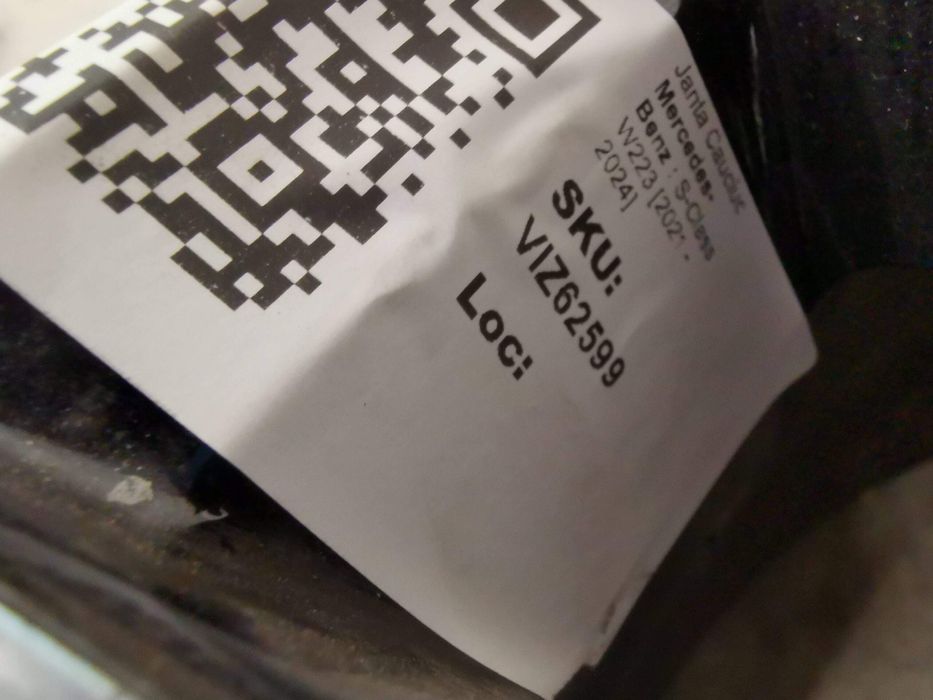 Janta Cauciuc
Mercedes-
Benz : S-Class
W223 [2021 -
2024]
SKU:
VIZ62599
Loc: